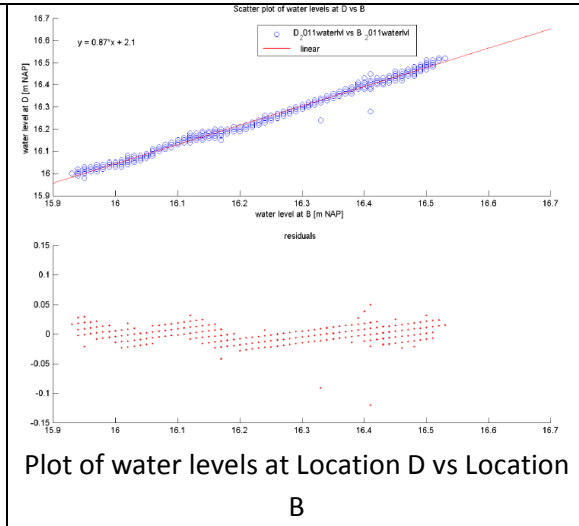 Scatter plot of water levels at D vs B
16.7
16.6
16.5
16.4
16.3
16.2
16.1
16
15.9
water level at D [m NAP]
y = 0.87*x + 2.1
D_2011waterlvl vs B_2011waterlvl
linear
15.9 16 16.1 16.2 16.3 16.4 16.5 16.6 16.7
water level at B [m NAP]
residuals
0.15
0.1
0.05
0
-0.05
-0.1
-0.15
15.9 16 16.1 16.2 16.3 16.4 16.5 16.6 16.7
Plot of water levels at Location D vs Location
B